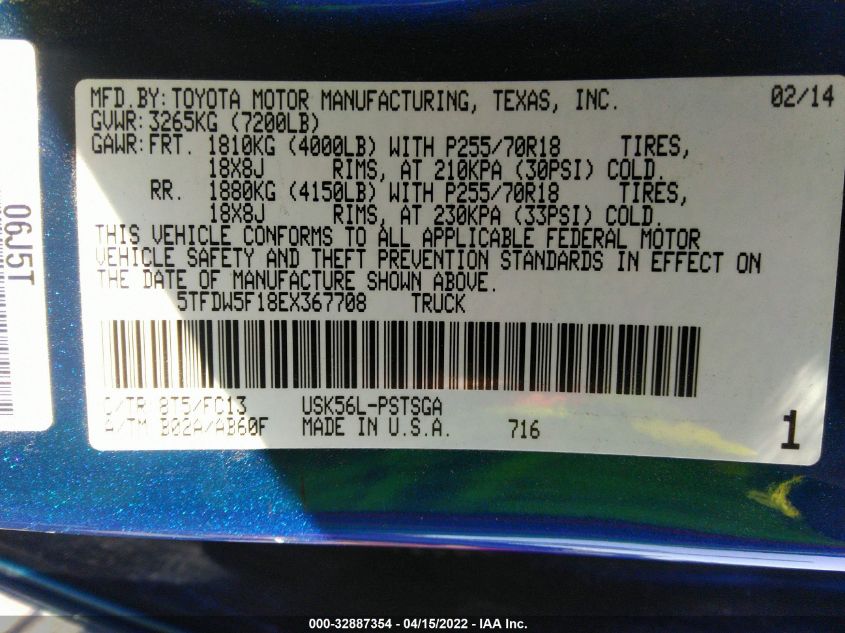 MFD.BY: TOYOTA MOTOR MANUFACTURING, TEXAS, INC. 02/14
GVWR: 3265KG (7200LB)
GAWR: FRT. 1810KG (4000LB) WITH P255/70R18 TIRES,
18X8J RIMS, AT 210KPA (30PSI) COLD.
RR. 1880KG (4150LB) WITH P255/70R18 TIRES,
18X8J RIMS, AT 230KPA (33PSI) COLD.
THIS VEHICLE CONFORMS TO ALL APPLICABLE FEDERAL MOTOR
VEHICLE SAFETY AND THEFT PREVENTION STANDARDS IN EFFECT ON
THE DATE OF MANUFACTURE SHOWN ABOVE.
5TFDW5F18EX367708 TRUCK
C/TR 8T5/FC13 USK56L-PSTSGA
A/TM B02A/AB60F MADE IN U.S.A. 716 1
06J5T
000-32887354 - 04/15/2022 - IAA Inc.